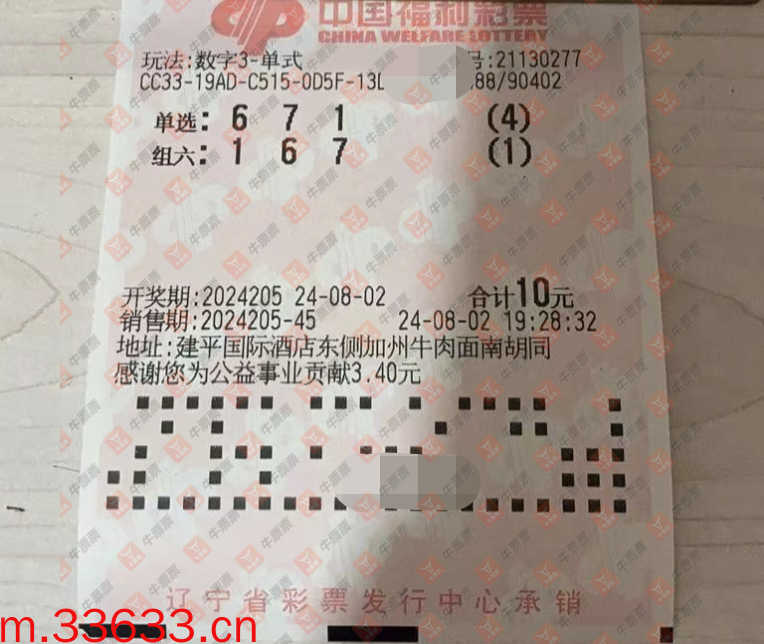 中国福利彩票
CHINA WELFARE LOTTERY
玩法:数字3-单式 号:21130277
CC33-19AD-C515-0D5F-13L .88/90402
单选: 6 7 1 (4)
组六: 1 6 7 (1)
开奖期:2024205 24-08-02 合计10元
销售期:2024205-45 24-08-02 19:28:32
地址:建平国际酒店东侧加州牛肉面南胡同
感谢您为公益事业贡献3.40元
辽宁省彩票发行中心承销
m.33633.cn